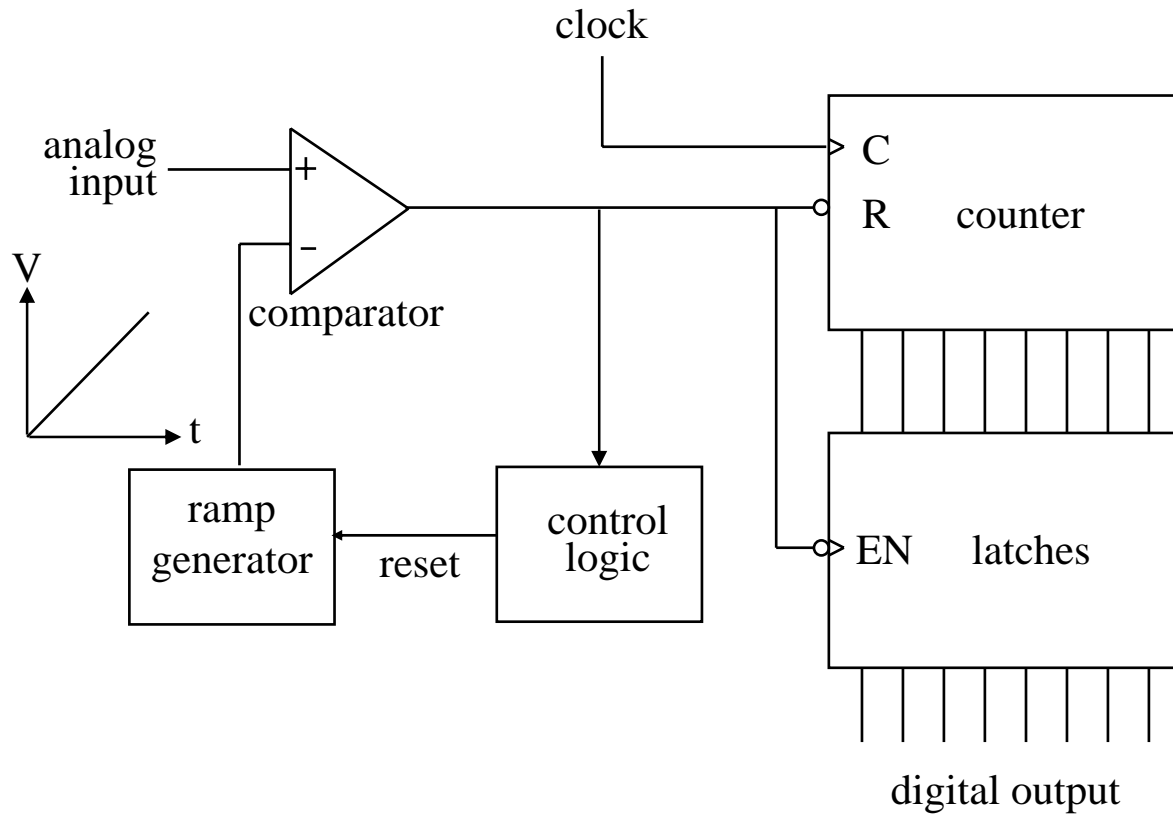 clock
analog
input
+
−
C
R
counter
V
comparator
t
ramp
generator
reset
control
logic
EN
latches
digital output